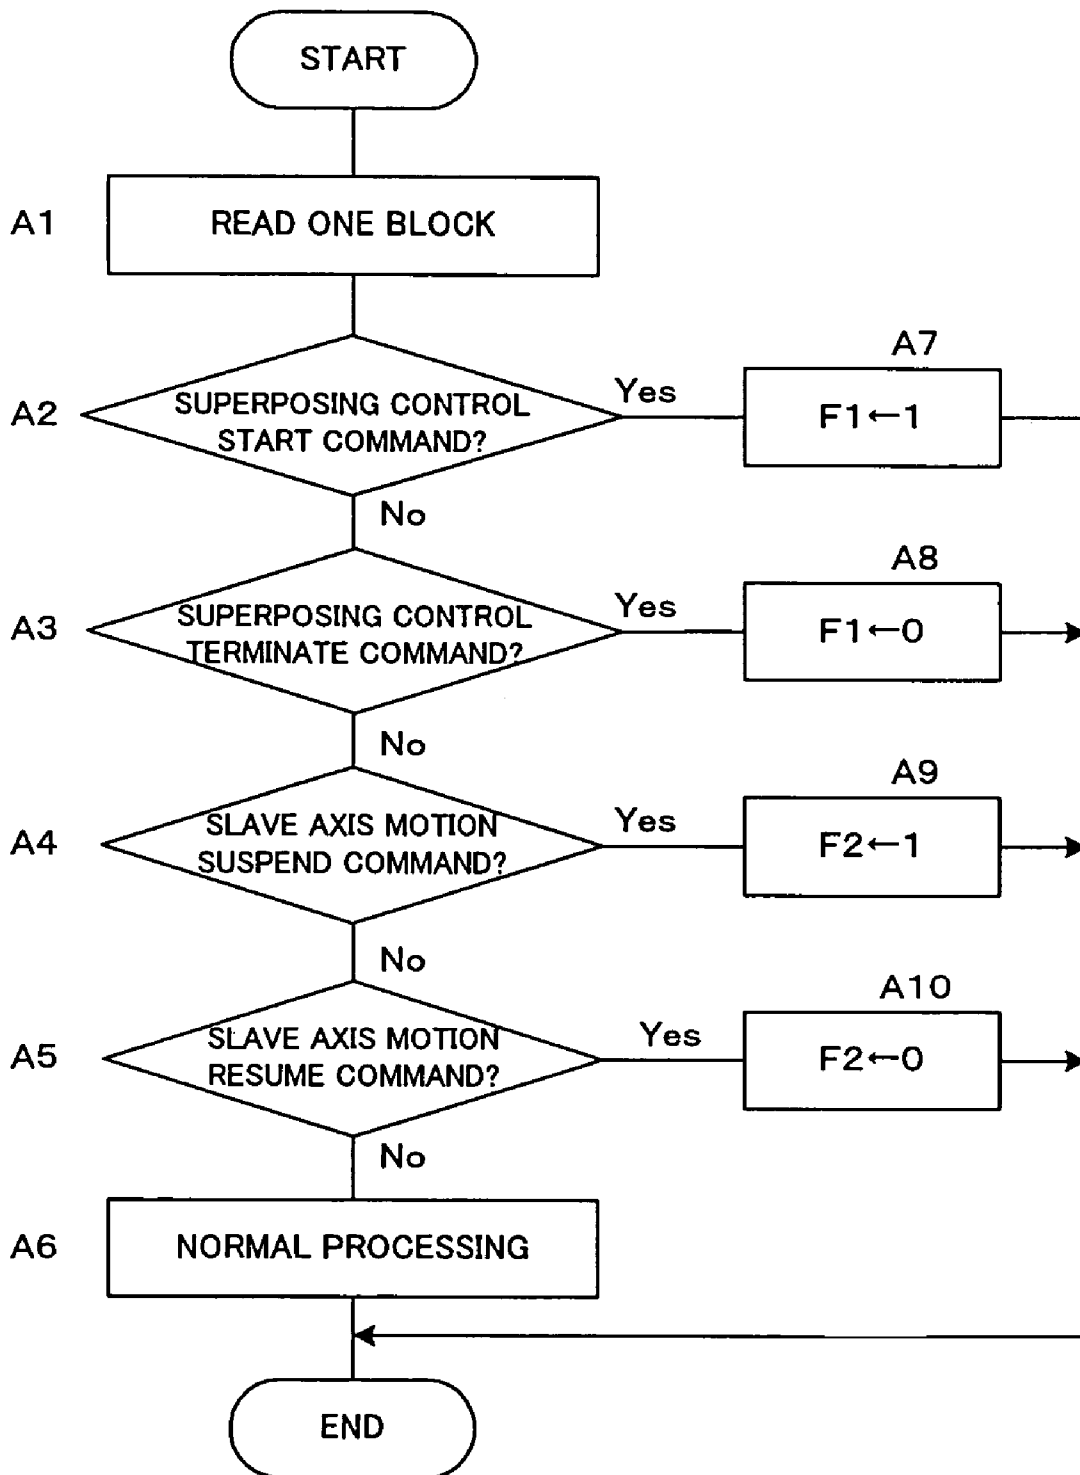 START
A1
READ ONE BLOCK
A7
A2
SUPERPOSING CONTROL
START COMMAND?
Yes
F1←1
No
A8
A3
SUPERPOSING CONTROL
TERMINATE COMMAND?
Yes
F1←0
No
A9
A4
SLAVE AXIS MOTION
SUSPEND COMMAND?
Yes
F2←1
No
A10
A5
SLAVE AXIS MOTION
RESUME COMMAND?
Yes
F2←0
No
A6
NORMAL PROCESSING
END